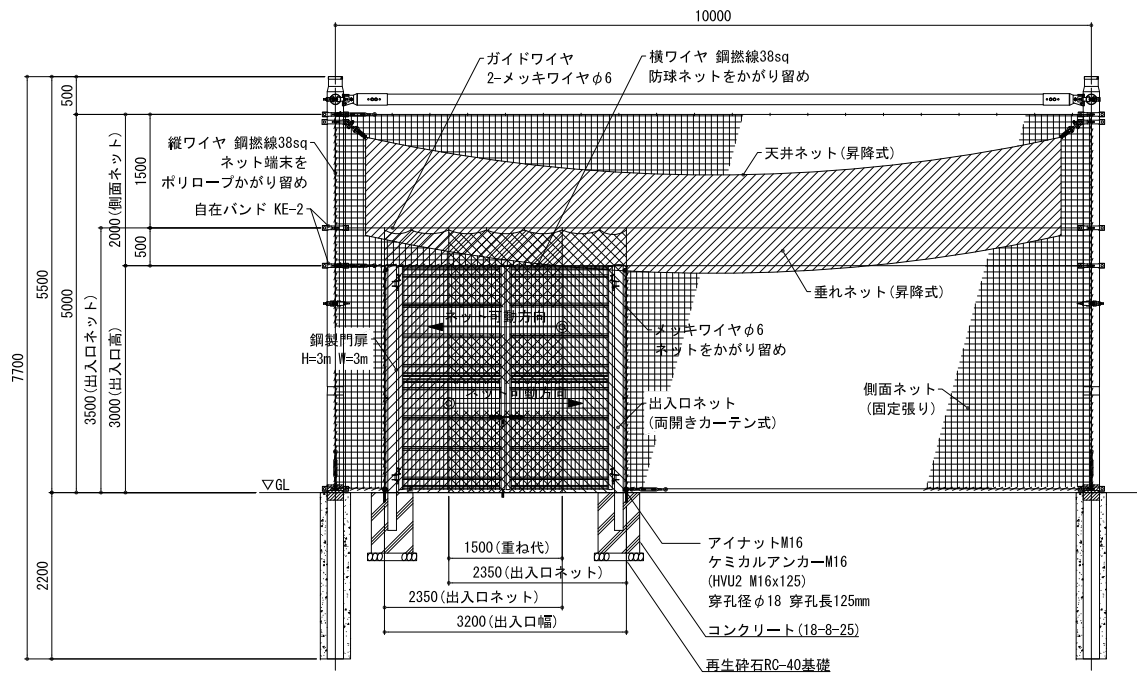 10000
ガイドワイヤ
2-メッキワイヤφ6
横ワイヤ 鋼撚線38sq
防球ネットをかがり留め
500
縦ワイヤ 鋼撚線38sq
ネット端末を
ポリロープかがり留め
自在バンド KE-2
2000(側面ネット)
1500
500
天井ネット(昇降式)
垂れネット(昇降式)
7700
5500
5000
3500(出入口ネット)
3000(出入口高)
ネット可動方向
鋼製門扉
H=3m W=3m
メッキワイヤφ6
ネットをかがり留め
ネット可動方向
出入口ネット
(両開きカーテン式)
側面ネット
(固定張り)
▽GL
2200
1500(重ね代)
2350(出入口ネット)
2350(出入口ネット)
3200(出入口幅)
アイナットM16
ケミカルアンカーM16
(HVU2 M16x125)
穿孔径φ18 穿孔長125mm
コンクリート(18-8-25)
再生砕石RC-40基礎